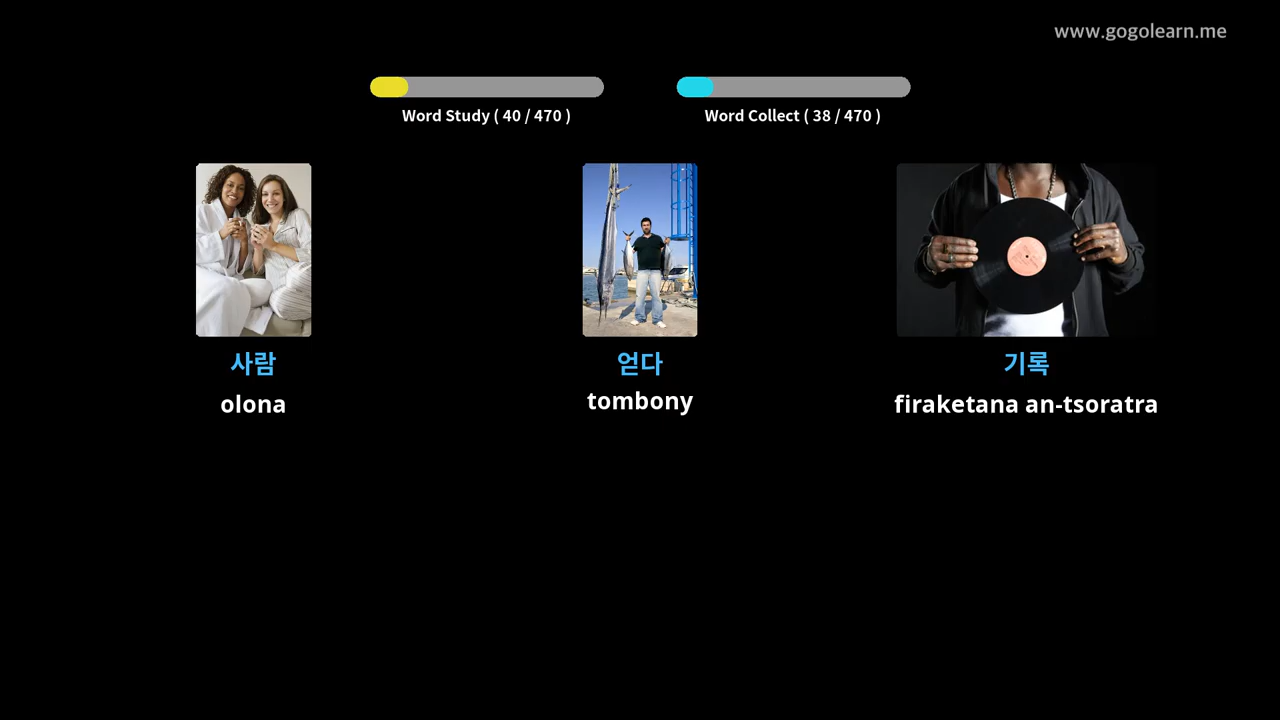 www.gogolearn.me
Word Study ( 40 / 470 )
Word Collect ( 38 / 470 )
사람
얻다
기록
olona
tombony
firaketana an-tsoratra